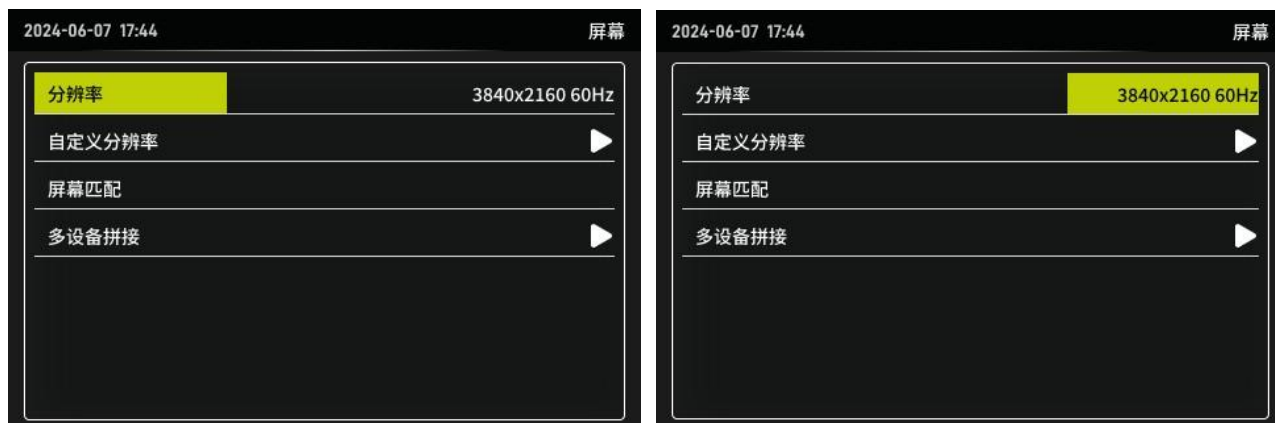 2024-06-07 17:44 屏幕
分辨率 3840x2160 60Hz
自定义分辨率
屏幕匹配
多设备拼接
2024-06-07 17:44 屏幕
分辨率 3840x2160 60Hz
自定义分辨率
屏幕匹配
多设备拼接